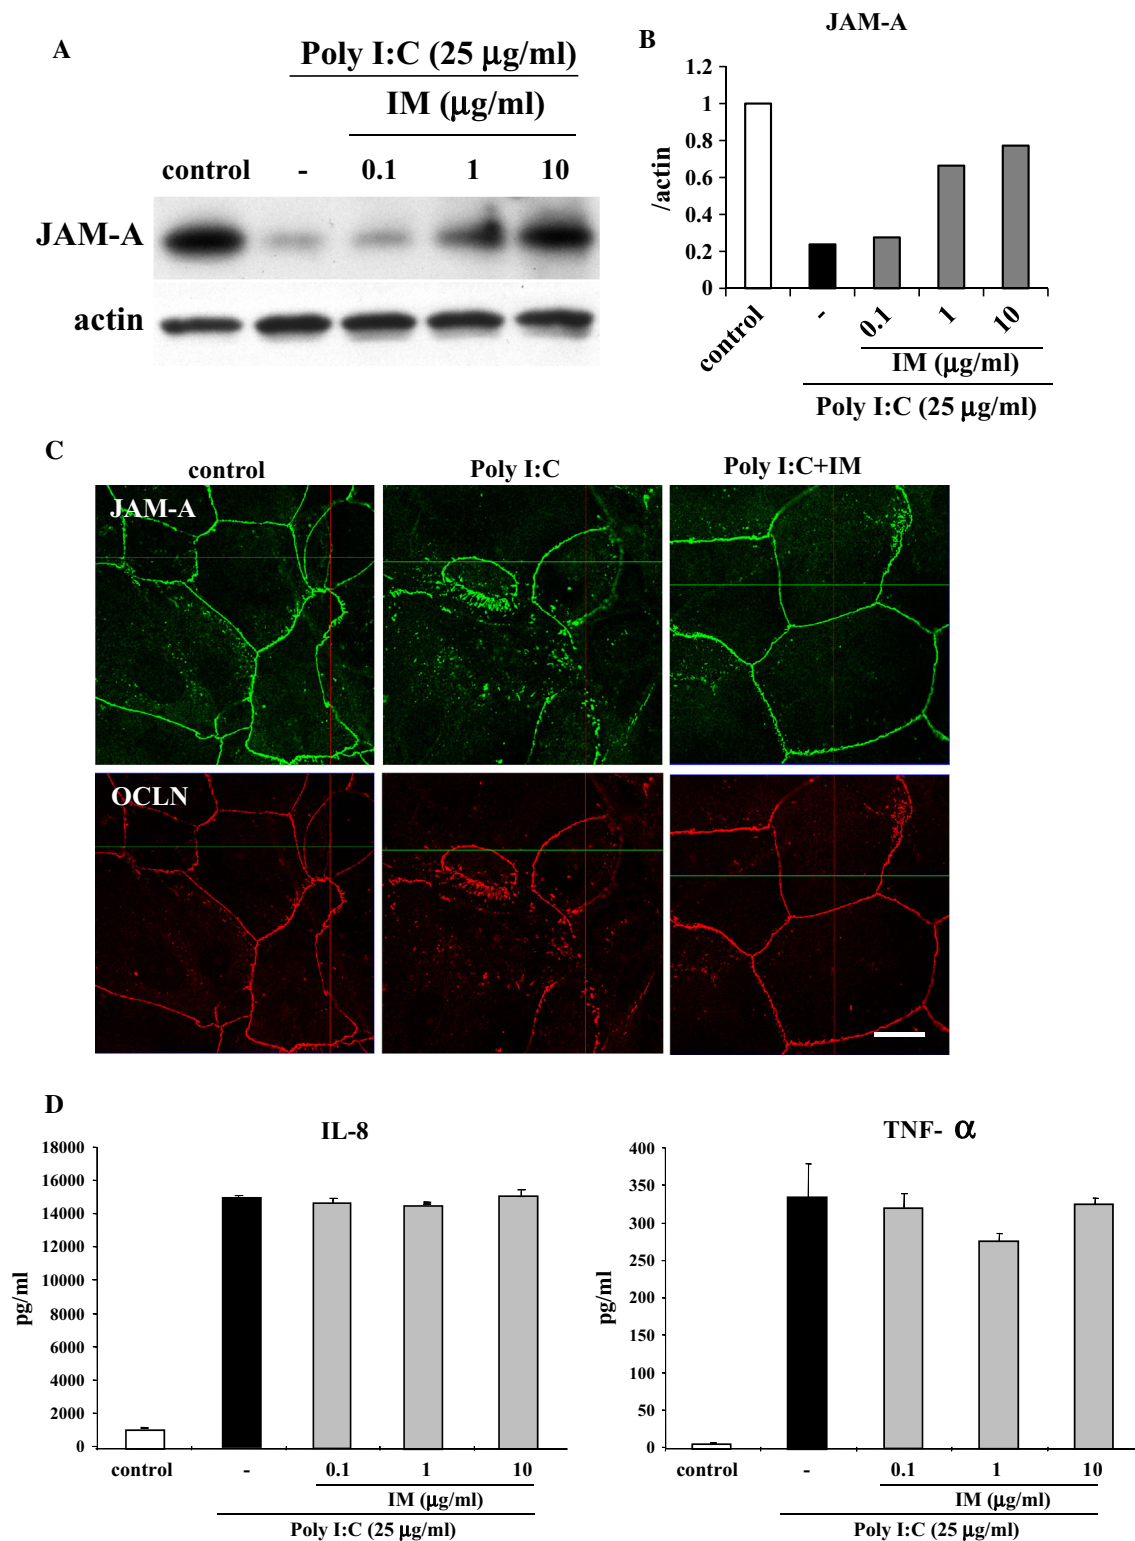 A
Poly I:C (25 μg/ml)
IM (μg/ml)
control - 0.1 1 10
JAM-A
actin
B
JAM-A
1.2
1
0.8
0.6
0.4
0.2
0
/actin
control - 0.1 1 10
IM (μg/ml)
Poly I:C (25 μg/ml)
C
control Poly I:C Poly I:C+IM
JAM-A
OCLN
D
IL-8
18000
16000
14000
12000
10000
8000
6000
4000
2000
0
pg/ml
control - 0.1 1 10
IM (μg/ml)
Poly I:C (25 μg/ml)
TNF- α
400
350
300
250
200
150
100
50
0
pg/ml
control - 0.1 1 10
IM (μg/ml)
Poly I:C (25 μg/ml)